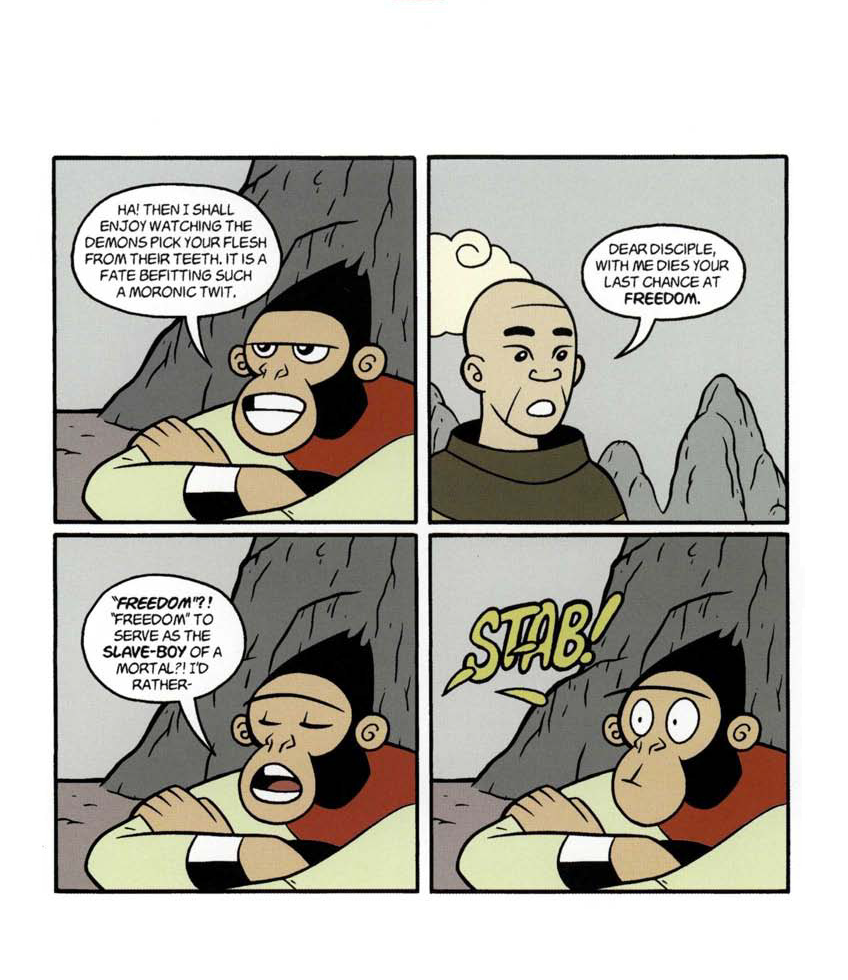 HA! THEN I SHALL
ENJOY WATCHING THE
DEMONS PICK YOUR FLESH
FROM THEIR TEETH. IT IS A
FATE BEFITTING SUCH
A MORONIC TWIT.
DEAR DISCIPLE,
WITH ME DIES YOUR
LAST CHANCE AT
FREEDOM.
"FREEDOM"?!
"FREEDOM" TO
SERVE AS THE
SLAVE-BOY OF A
MORTAL?! I'D
RATHER-
STAB!